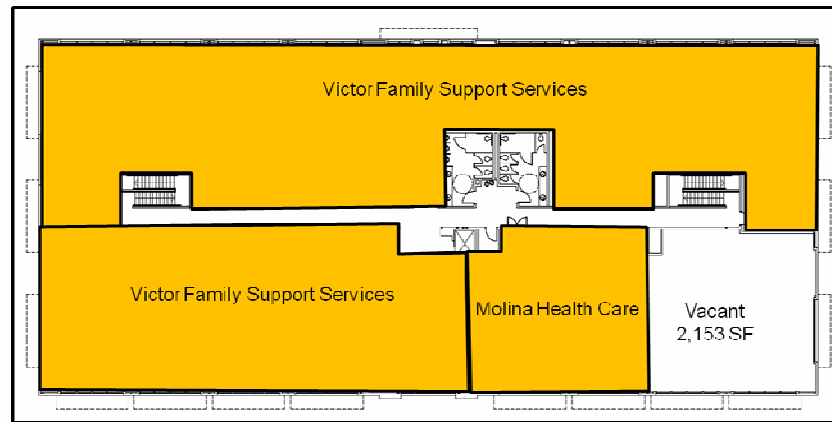 Victor Family Support Services
Victor Family Support Services
Molina Health Care
Vacant
2,153 SF